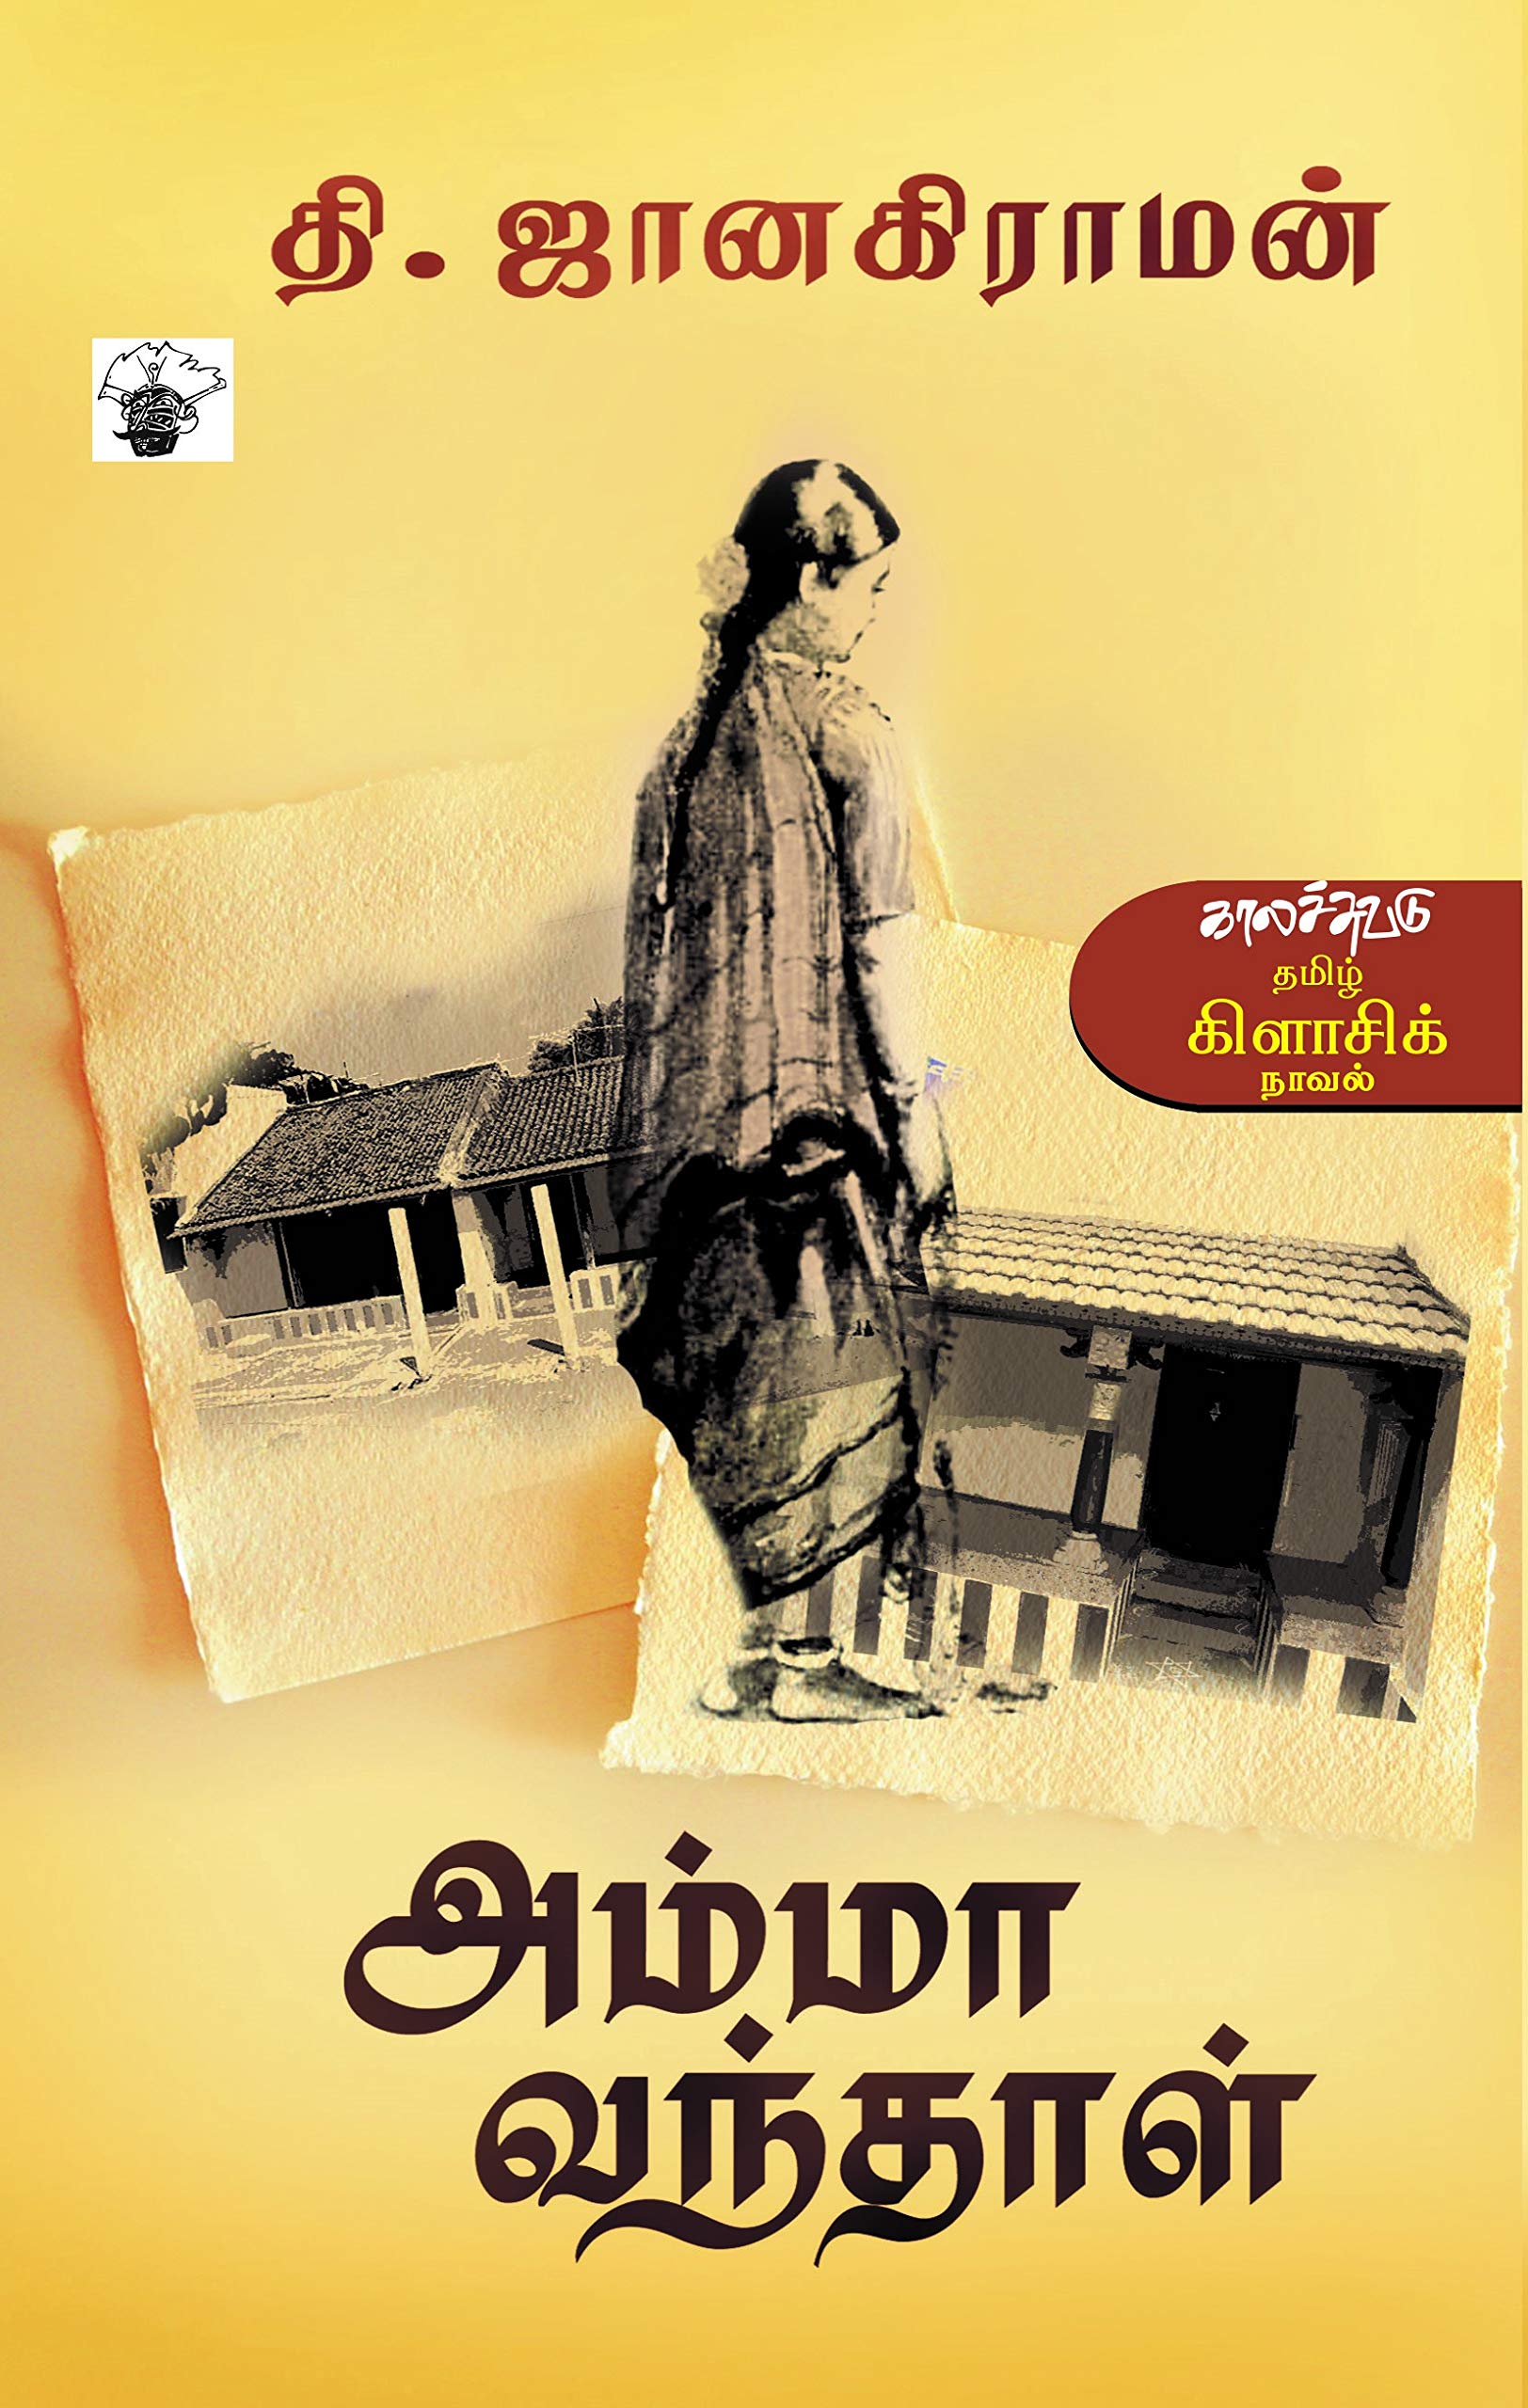 தி. ஜானகிராமன்
காலச்சுவடு
தமிழ்
கிளாசிக்
நாவல்
அம்மா
வந்தாள்